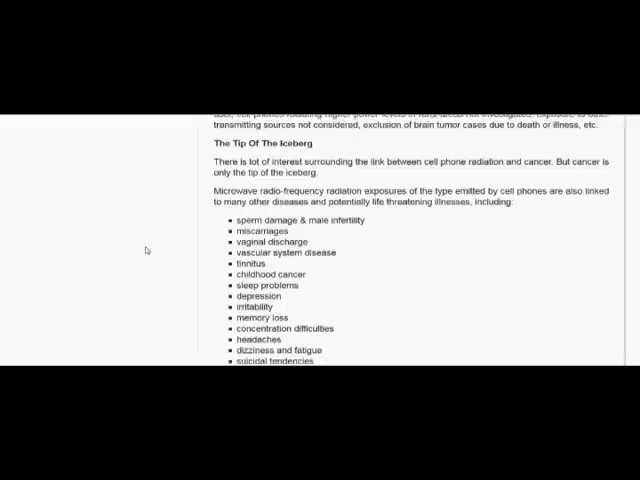 transmitting sources not considered, exclusion of brain tumor cases due to death or illness, etc.
The Tip Of The Iceberg
There is lot of interest surrounding the link between cell phone radiation and cancer. But cancer is
only the tip of the iceberg.
Microwave radio-frequency radiation exposures of the type emitted by cell phones are also linked
to many other diseases and potentially life threatening illnesses, including:
sperm damage & male infertility
miscarriages
vaginal discharge
vascular system disease
tinnitus
childhood cancer
sleep problems
depression
irritability
memory loss
concentration difficulties
headaches
dizziness and fatigue
suicidal tendencies